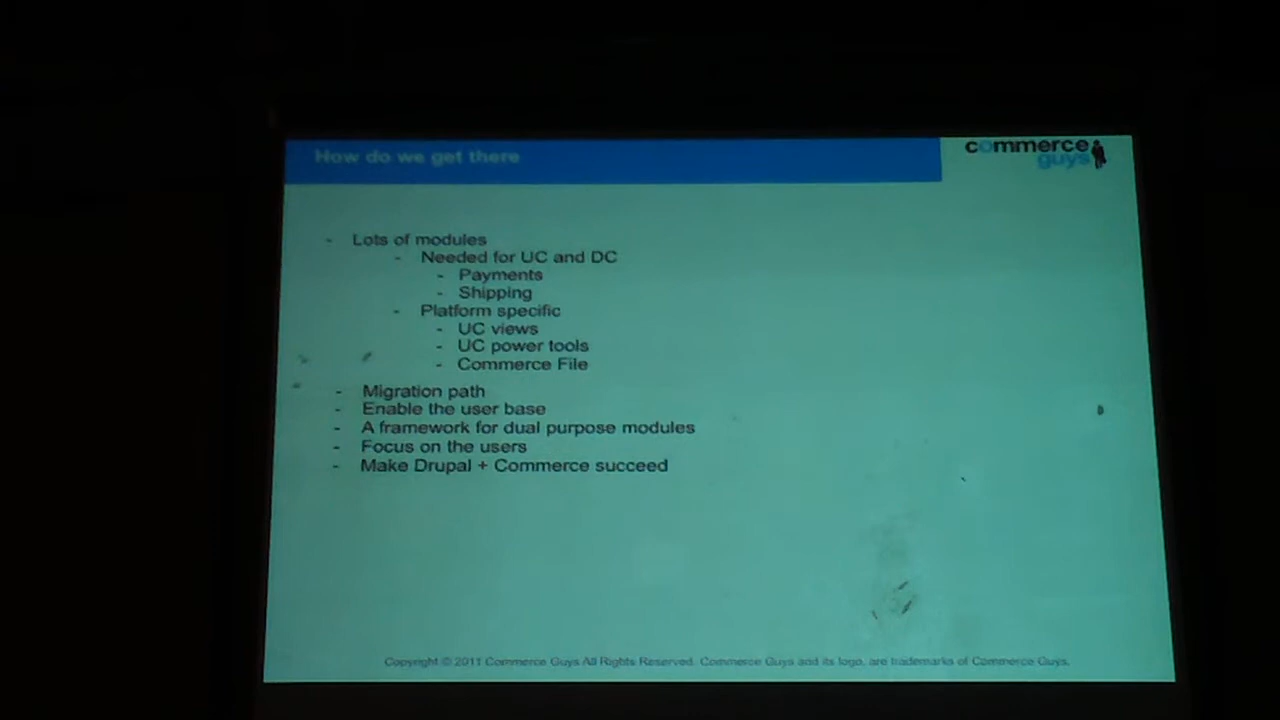 How do we get there
commerce
guys
- Lots of modules
- Needed for UC and DC
- Payments
- Shipping
- Platform specific
- UC views
- UC power tools
- Commerce File
- Migration path
- Enable the user base
- A framework for dual purpose modules
- Focus on the users
- Make Drupal + Commerce succeed
Copyright © 2011 Commerce Guys All Rights Reserved. Commerce Guys and its logo, are trademarks of Commerce Guys.